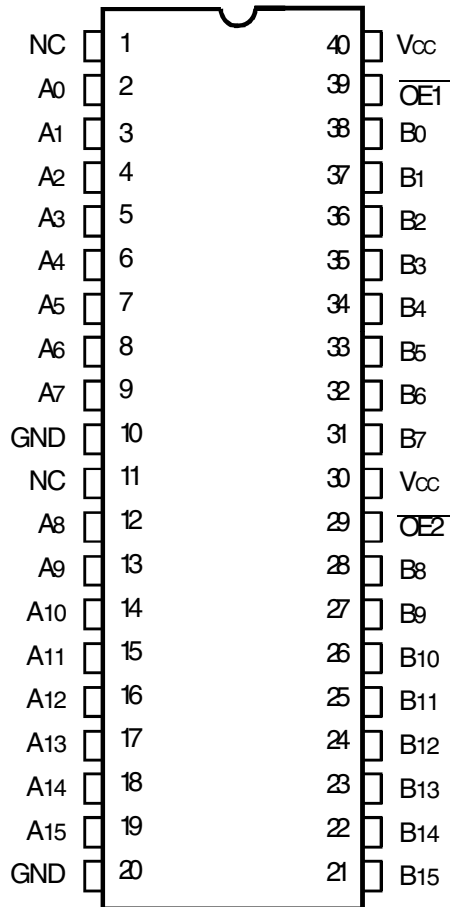 NC 1 40 VCC
A0 2 39 OE1
A1 3 38 B0
A2 4 37 B1
A3 5 36 B2
A4 6 35 B3
A5 7 34 B4
A6 8 33 B5
A7 9 32 B6
GND 10 31 B7
NC 11 30 VCC
A8 12 29 OE2
A9 13 28 B8
A10 14 27 B9
A11 15 26 B10
A12 16 25 B11
A13 17 24 B12
A14 18 23 B13
A15 19 22 B14
GND 20 21 B15